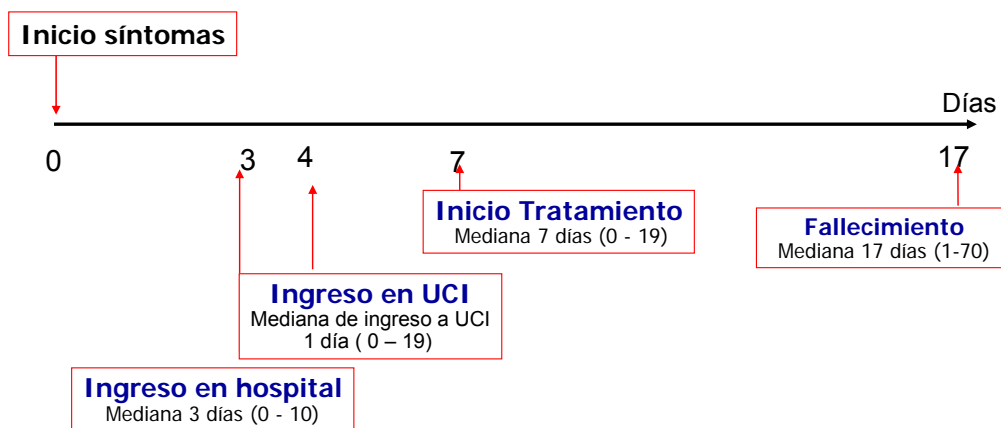 Inicio síntomas
Días
0
3
4
7
17
Inicio Tratamiento
Mediana 7 días (0 - 19)
Fallecimiento
Mediana 17 días (1-70)
Ingreso en UCI
Mediana de ingreso a UCI
1 día ( 0 – 19)
Ingreso en hospital
Mediana 3 días (0 - 10)